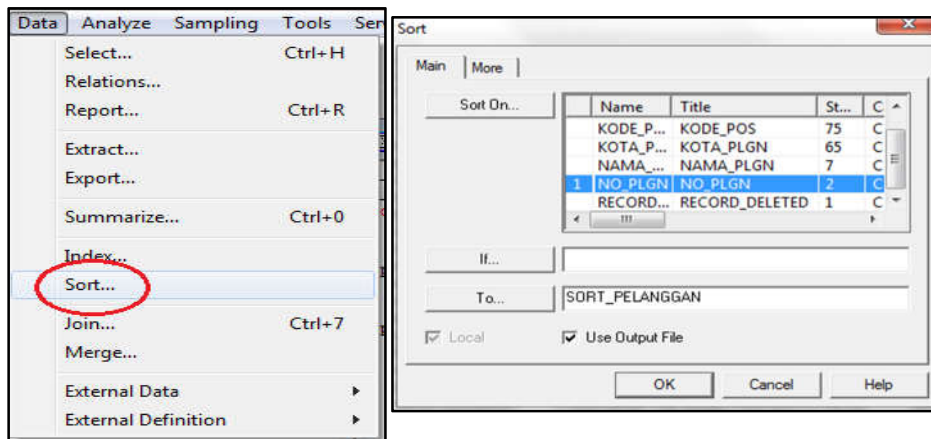 Data Analyze Sampling Tools Ser
Select... Ctrl+H
Relations...
Report... Ctrl+R
Extract...
Export...
Summarize... Ctrl+0
Index...
Sort...
Join... Ctrl+7
Merge...
External Data
External Definition
Sort
Main More
Sort On...
Name Title St... C
KODE_P... KODE_POS 75 C
KOTA_P... KOTA_PLGN 65 C
NAMA_... NAMA_PLGN 7 C
1 NO_PLGN NO_PLGN 2 C
RECORD... RECORD_DELETED 1 C
If...
To... SORT_PELANGGAN
Local Use Output File
OK Cancel Help